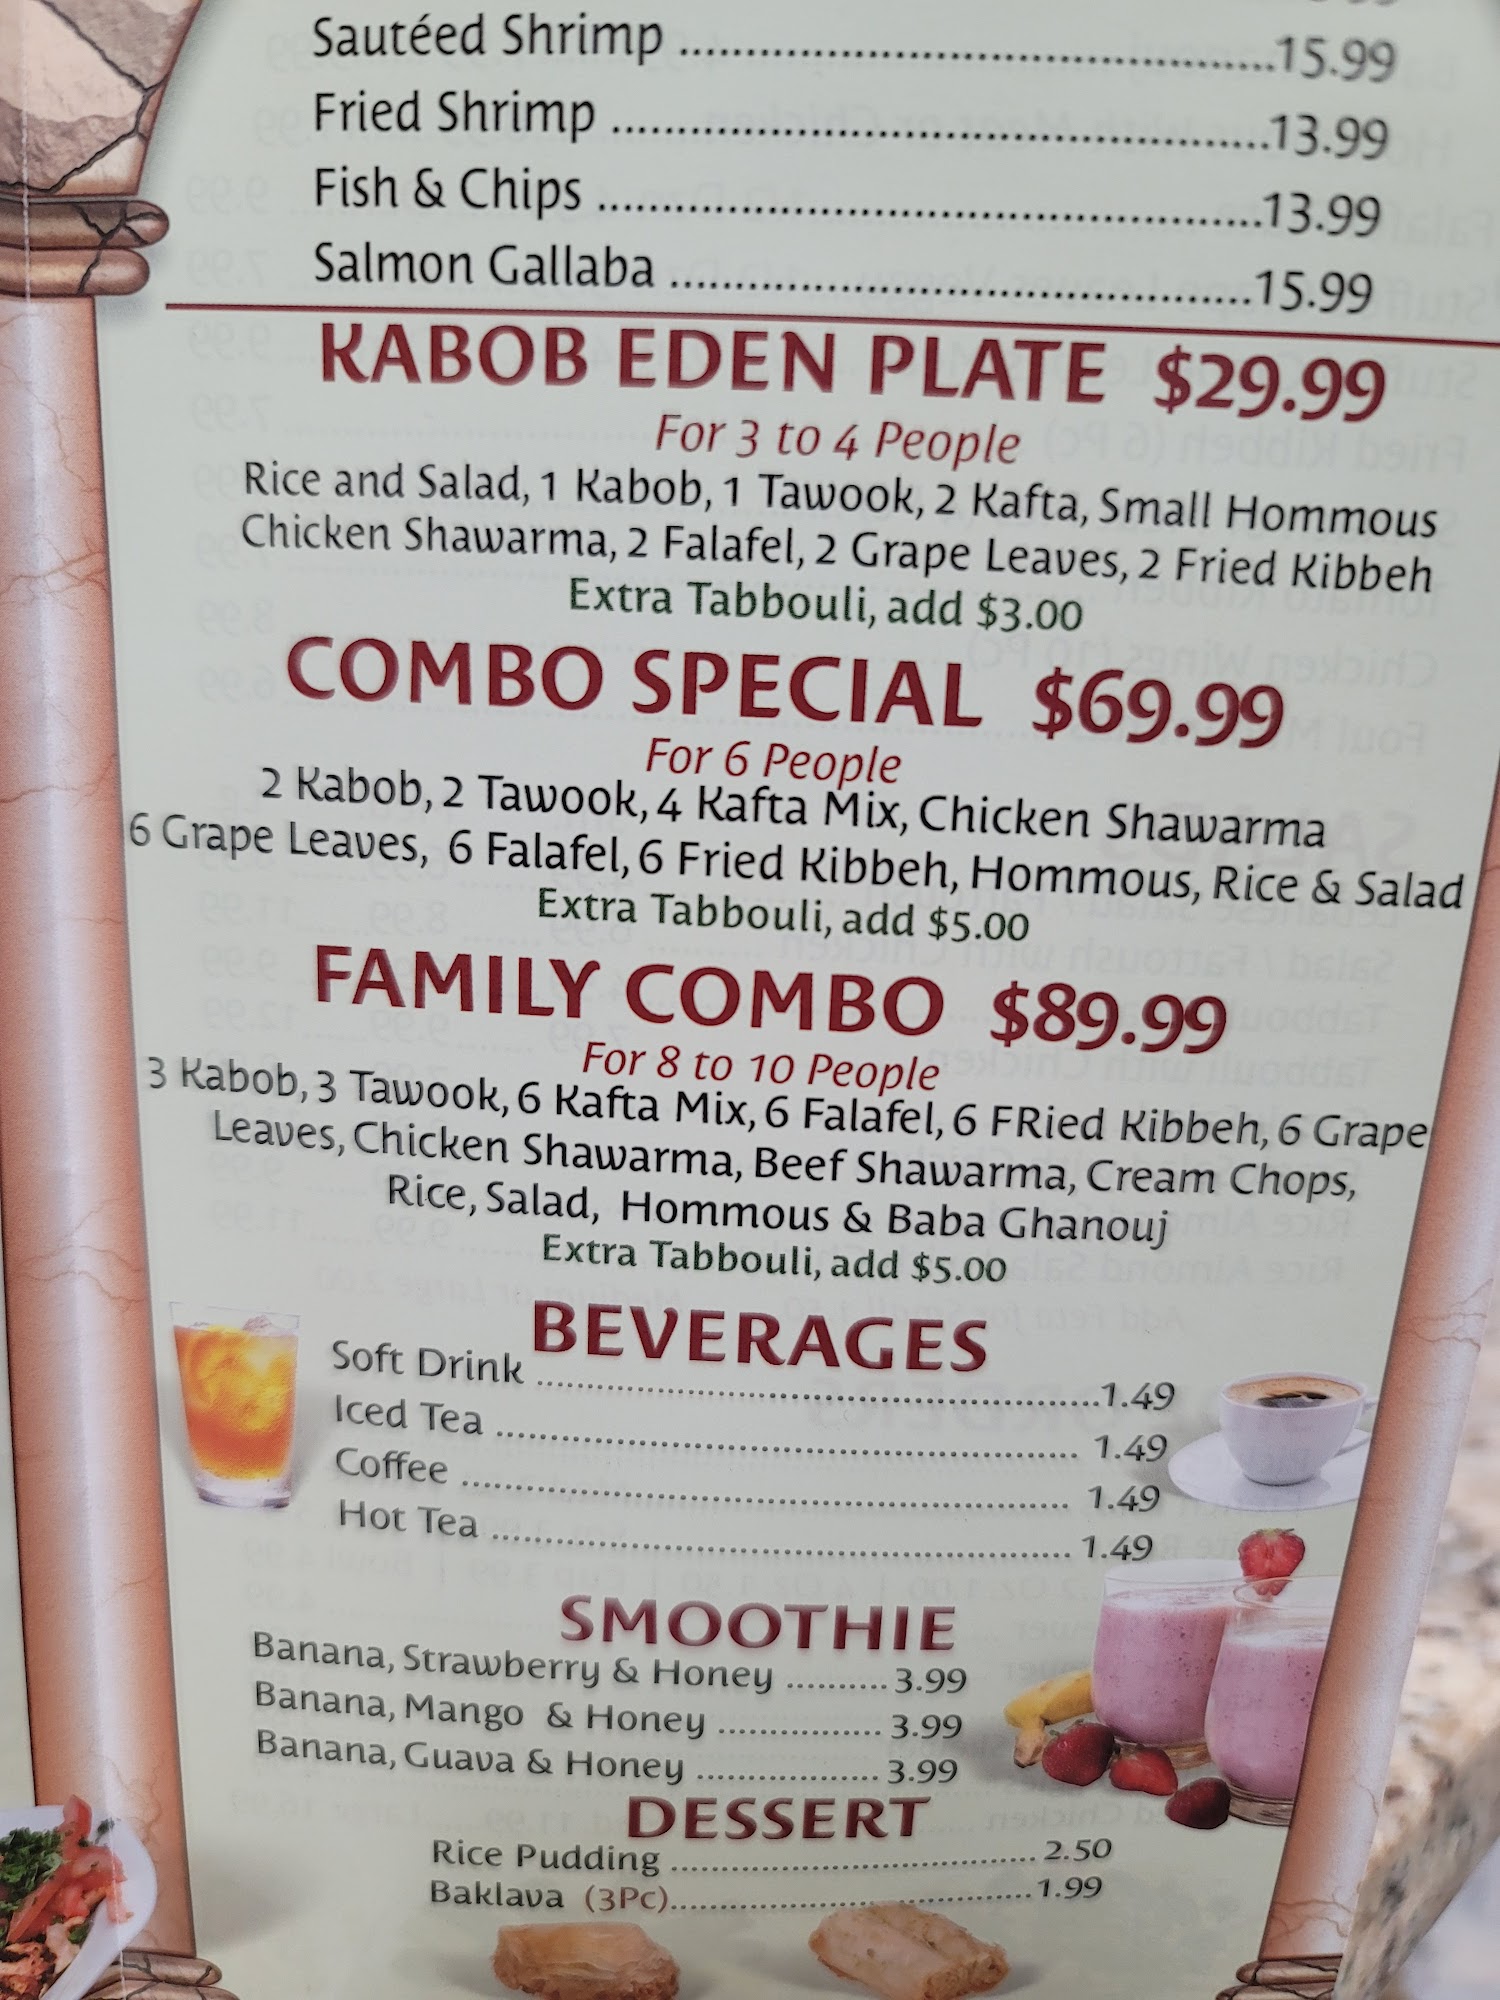 Sautéed Shrimp ............................................15.99
Fried Shrimp ..................................................13.99
Fish & Chips ...................................................13.99
Salmon Gallaba ............................................15.99
KABOB EDEN PLATE $29.99
For 3 to 4 People
Rice and Salad, 1 Kabob, 1 Tawook, 2 Kafta, Small Hommous
Chicken Shawarma, 2 Falafel, 2 Grape Leaves, 2 Fried Kibbeh
Extra Tabbouli, add $3.00
COMBO SPECIAL $69.99
For 6 People
2 Kabob, 2 Tawook, 4 Kafta Mix, Chicken Shawarma
6 Grape Leaves, 6 Falafel, 6 Fried Kibbeh, Hommous, Rice & Salad
Extra Tabbouli, add $5.00
FAMILY COMBO $89.99
For 8 to 10 People
3 Kabob, 3 Tawook, 6 Kafta Mix, 6 Falafel, 6 FRied Kibbeh, 6 Grape
Leaves, Chicken Shawarma, Beef Shawarma, Cream Chops,
Rice, Salad, Hommous & Baba Ghanouj
Extra Tabbouli, add $5.00
BEVERAGES
Soft Drink ......................................................1.49
Iced Tea ........................................................ 1.49
Coffee .......................................................... 1.49
Hot Tea ........................................................ 1.49
SMOOTHIE
Banana, Strawberry & Honey .......... 3.99
Banana, Mango & Honey ................ 3.99
Banana, Guava & Honey .................. 3.99
DESSERT
Rice Pudding .................................... 2.50
Baklava (3Pc)....................................1.99